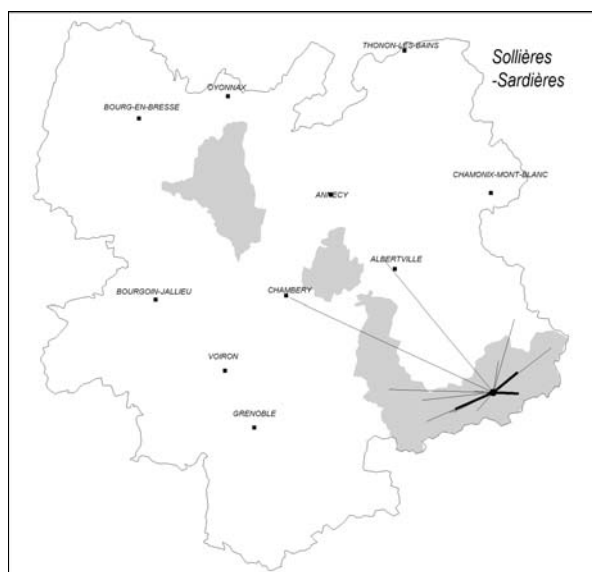 THONON-LES-BAINS
Sollières
-Sardières
OYONNAX
BOURG-EN-BRESSE
CHAMONIX-MONT-BLANC
ANNECY
ALBERTVILLE
CHAMBERY
BOURGOIN-JALLIEU
VOIRON
GRENOBLE